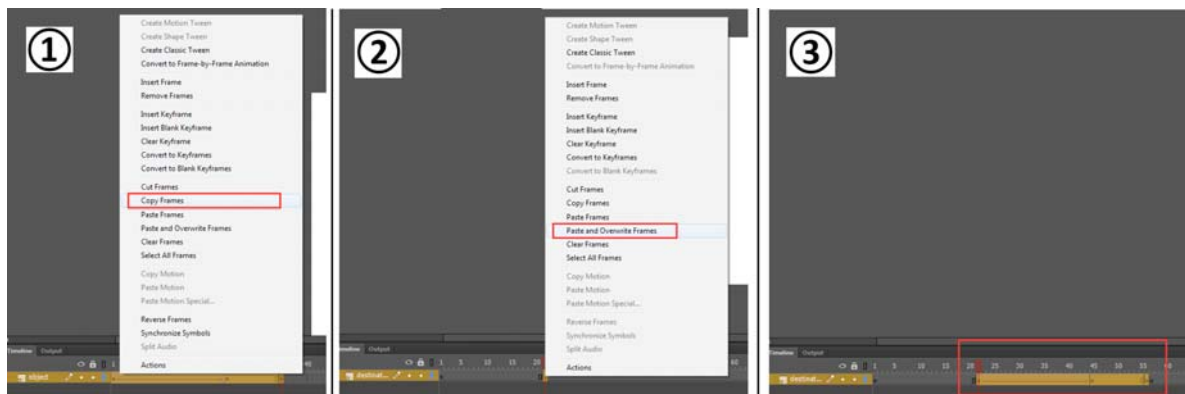 ①
Create Motion Tween
Create Shape Tween
Create Classic Tween
Convert to Frame-by-Frame Animation
Insert Frame
Remove Frames
Insert Keyframe
Insert Blank Keyframe
Clear Keyframe
Convert to Keyframes
Convert to Blank Keyframes
Cut Frames
Copy Frames
Paste Frames
Paste and Overwrite Frames
Clear Frames
Select All Frames
Copy Motion
Paste Motion
Paste Motion Special...
Reverse Frames
Synchronize Symbols
Split Audio
Actions
Timeline Output
1 40
object
②
Create Motion Tween
Create Shape Tween
Create Classic Tween
Convert to Frame-by-Frame Animation
Insert Frame
Remove Frames
Insert Keyframe
Insert Blank Keyframe
Clear Keyframe
Convert to Keyframes
Convert to Blank Keyframes
Cut Frames
Copy Frames
Paste Frames
Paste and Overwrite Frames
Clear Frames
Select All Frames
Copy Motion
Paste Motion
Paste Motion Special...
Reverse Frames
Synchronize Symbols
Split Audio
Actions
Timeline Output
1 5 10 15 20 60
destinat...
③
Timeline Output
1 5 10 15 20 25 30 35 40 45 50 55 60
destinat...